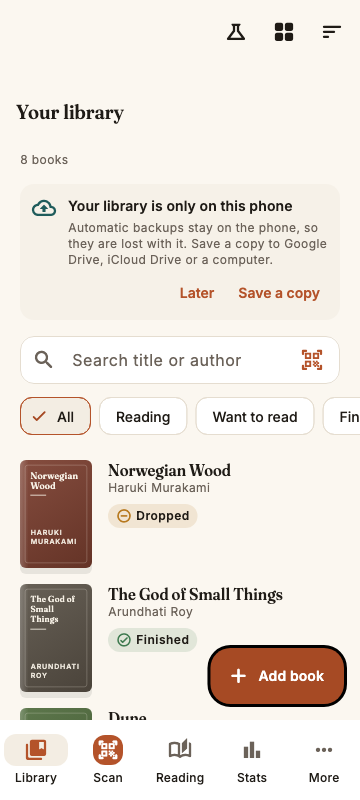 Your library
8 books
Your library is only on this phone
Automatic backups stay on the phone, so
they are lost with it. Save a copy to Google
Drive, iCloud Drive or a computer.
Later Save a copy
Search title or author
All Reading Want to read Fin
Norwegian
Wood
HARUKI
MURAKAMI
Norwegian Wood
Haruki Murakami
Dropped
The God of
Small
Things
ARUNDHATI
ROY
The God of Small Things
Arundhati Roy
Finished
Add book
Dune
Library Scan Reading Stats More